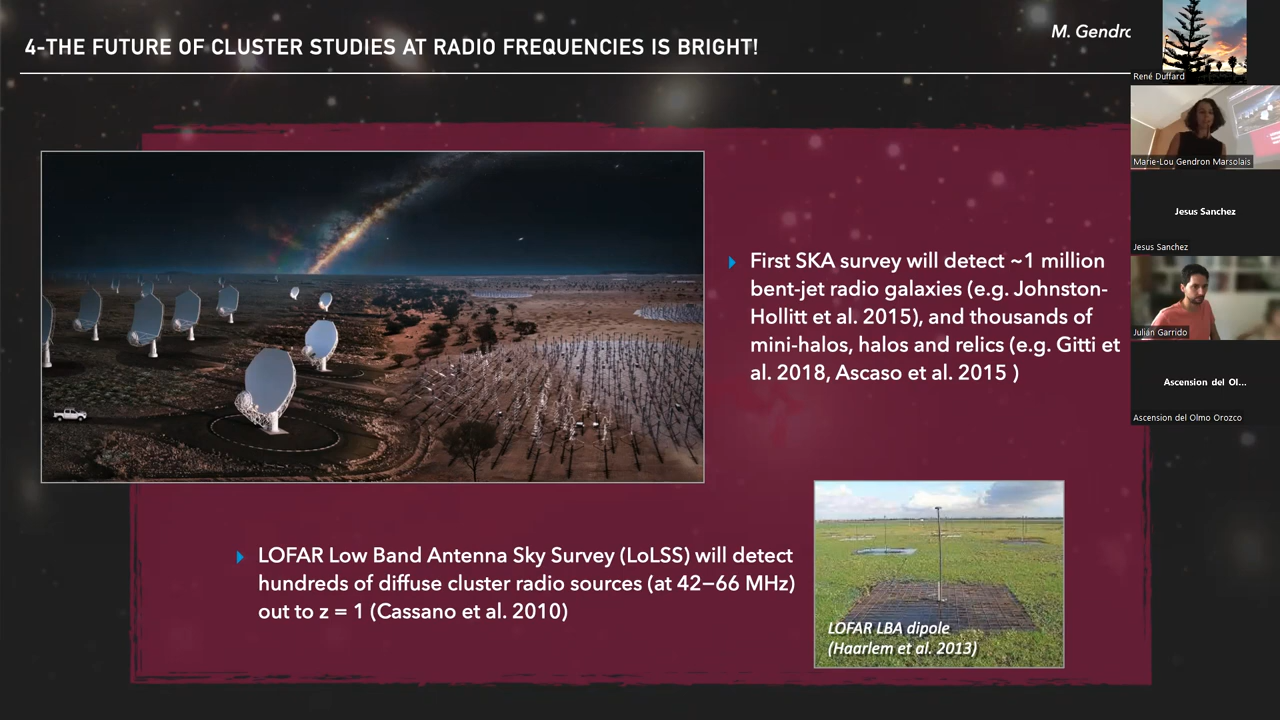 4-THE FUTURE OF CLUSTER STUDIES AT RADIO FREQUENCIES IS BRIGHT!
M. Gendro
René Duffard
Marie-Lou Gendron Marsolais
Jesus Sanchez
Jesus Sanchez
Julián Garrido
Ascension del Ol...
Ascension del Olmo Orozco
First SKA survey will detect ~1 million
bent-jet radio galaxies (e.g. Johnston-
Hollitt et al. 2015), and thousands of
mini-halos, halos and relics (e.g. Gitti et
al. 2018, Ascaso et al. 2015 )
LOFAR Low Band Antenna Sky Survey (LoLSS) will detect
hundreds of diffuse cluster radio sources (at 42–66 MHz)
out to z = 1 (Cassano et al. 2010)
LOFAR LBA dipole
(Haarlem et al. 2013)